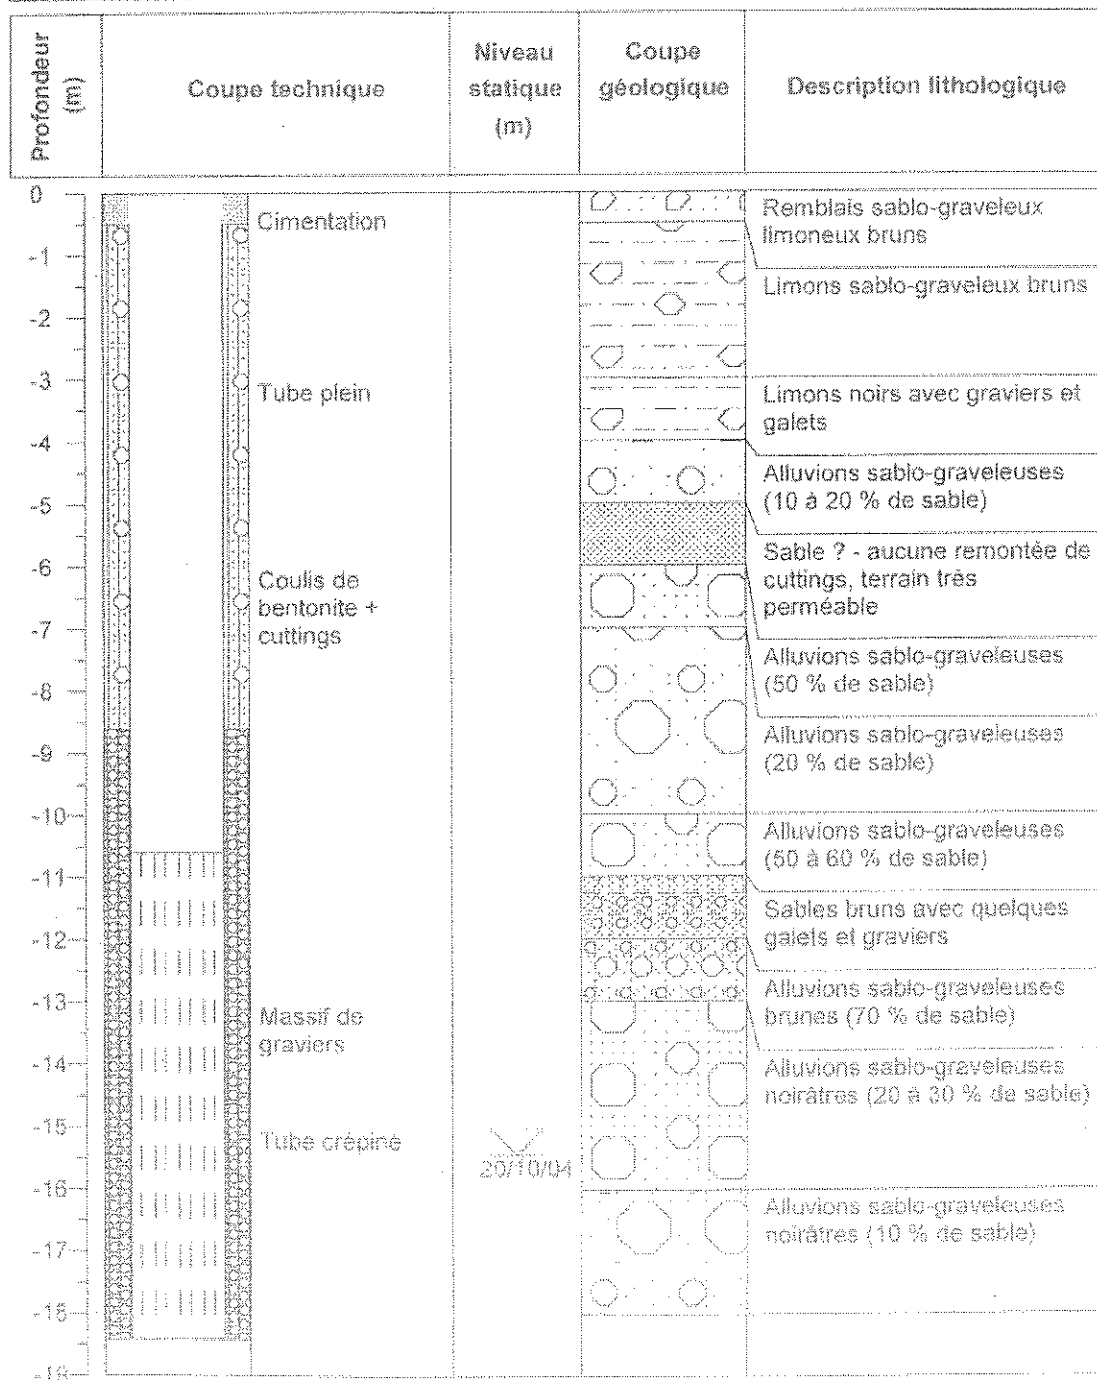 Profondeur
(m)
Coupe technique
Niveau
statique
(m)
Coupe
géologique
Description lithologique
0
-1
-2
-3
-4
-5
-6
-7
-8
-9
-10
-11
-12
-13
-14
-15
-16
-17
-18
-19
Cimentation
Tube plein
Coulis de
bentonite +
cuttings
Massif de
graviers
Tube crépiné
20/10/04
Remblais sablo-graveleux
limoneux bruns
Limons sablo-graveleux bruns
Limons noirs avec graviers et
galets
Alluvions sablo-graveleuses
(10 à 20 % de sable)
Sable ? - aucune remontée de
cuttings, terrain très
perméable
Alluvions sablo-graveleuses
(50 % de sable)
Alluvions sablo-graveleuses
(20 % de sable)
Alluvions sablo-graveleuses
(50 à 60 % de sable)
Sables bruns avec quelques
galets et graviers
Alluvions sablo-graveleuses
brunes (70 % de sable)
Alluvions sablo-graveleuses
noirâtres (20 à 30 % de sable)
Alluvions sablo-graveleuses
noirâtres (10 % de sable)